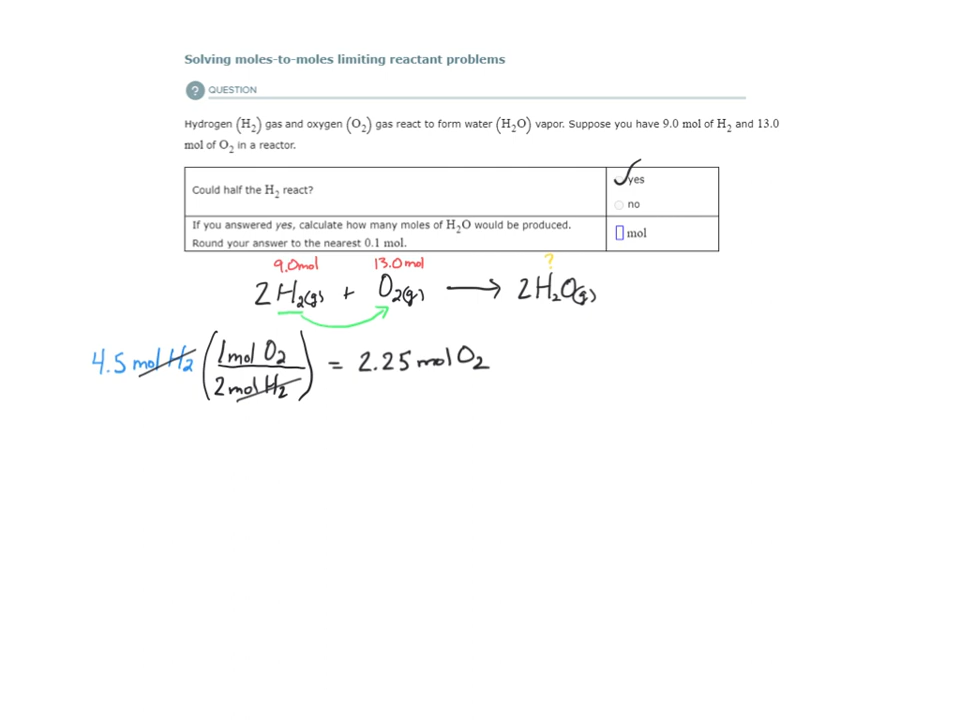 Solving moles-to-moles limiting reactant problems
? QUESTION
Hydrogen (H₂) gas and oxygen (O₂) gas react to form water (H₂O) vapor. Suppose you have 9.0 mol of H₂ and 13.0
mol of O₂ in a reactor.
Could half the H₂ react?
yes
no
If you answered yes, calculate how many moles of H₂O would be produced.
Round your answer to the nearest 0.1 mol.
mol
9.0mol 13.0mol ?
2H₂(g) + O₂(g) → 2H₂O(g)
4.5 mol H₂ (1 mol O₂ / 2 mol H₂) = 2.25 mol O₂